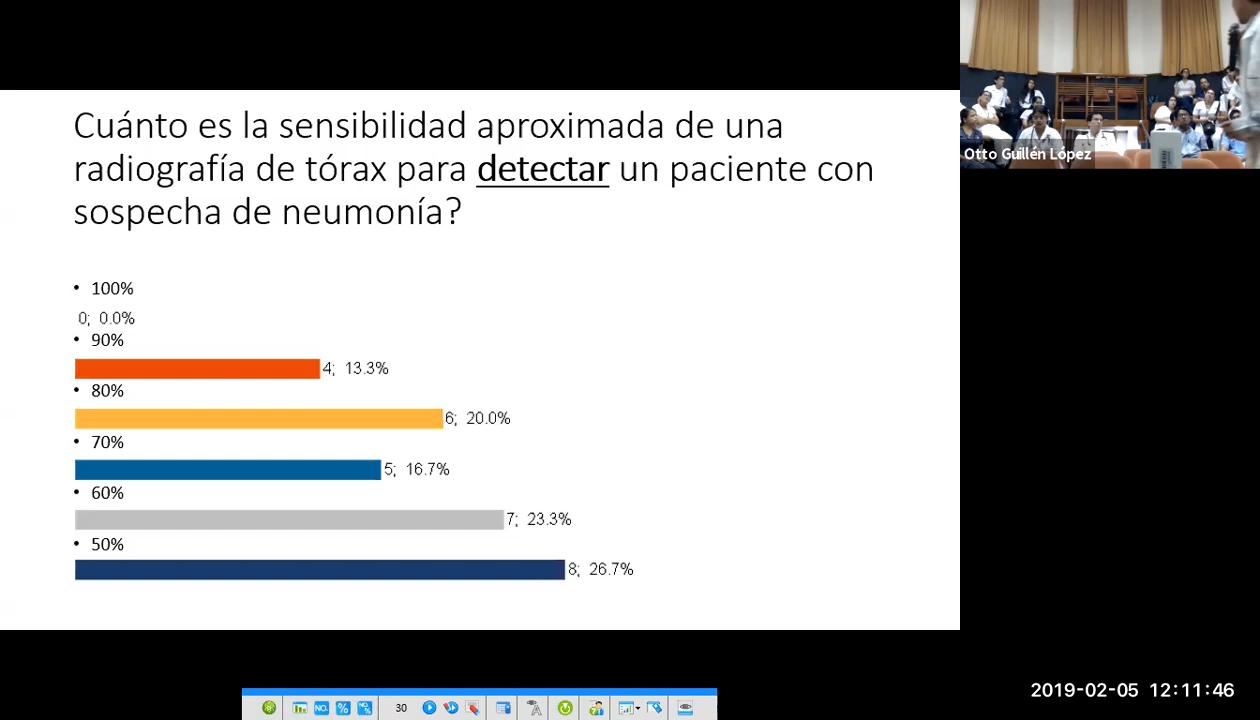 Cuánto es la sensibilidad aproximada de una
radiografía de tórax para detectar un paciente con
sospecha de neumonía?
• 100%
0; 0.0%
• 90%
4; 13.3%
• 80%
6; 20.0%
• 70%
5; 16.7%
• 60%
7; 23.3%
• 50%
8; 26.7%
Otto Guillén López
NO. % NO.% 30
2019-02-05 12:11:46